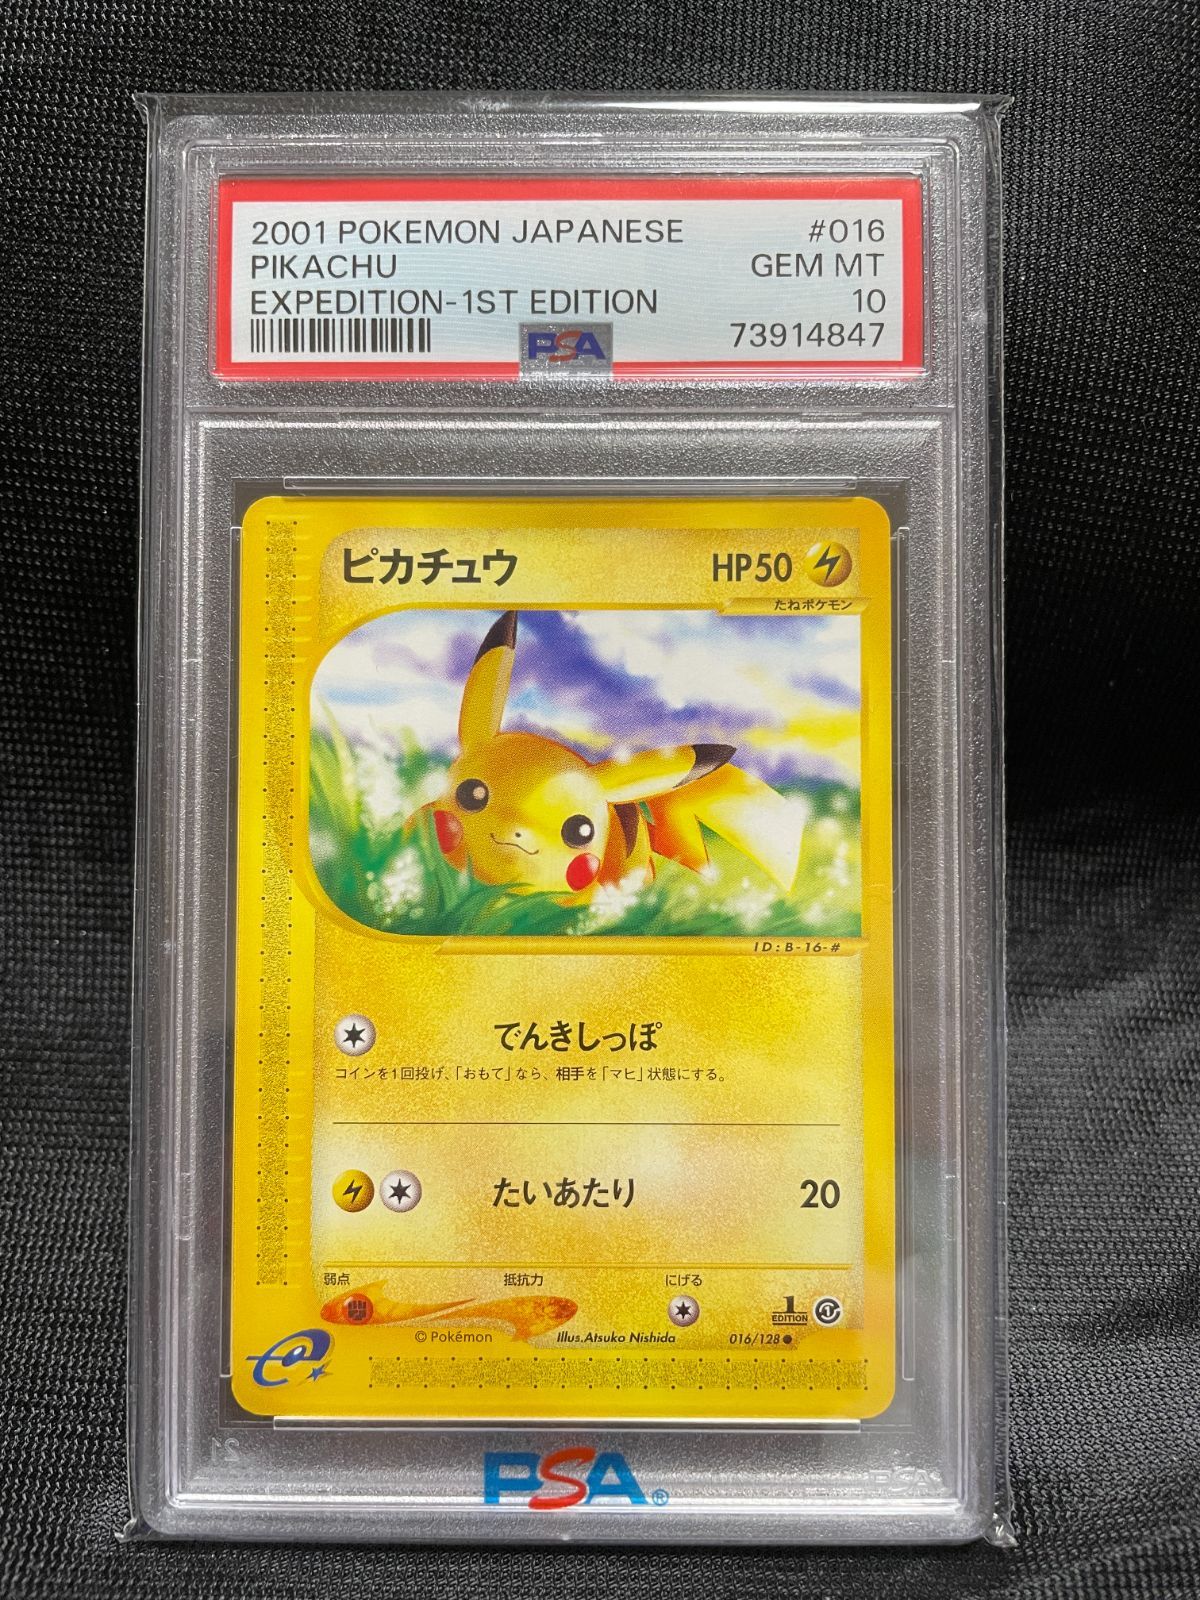 2001 POKEMON JAPANESE #016
PIKACHU GEM MT
EXPEDITION-1ST EDITION 10
PSA 73914847
ピカチュウ HP50
たねポケモン
ID:B-16-#
でんきしっぽ
コインを1回投げ、「おもて」なら、相手を「マヒ」状態にする。
たいあたり 20
弱点 抵抗力 にげる
1 EDITION
© Pokémon Illus.Atsuko Nishida 016/128 ●
e
PSA®